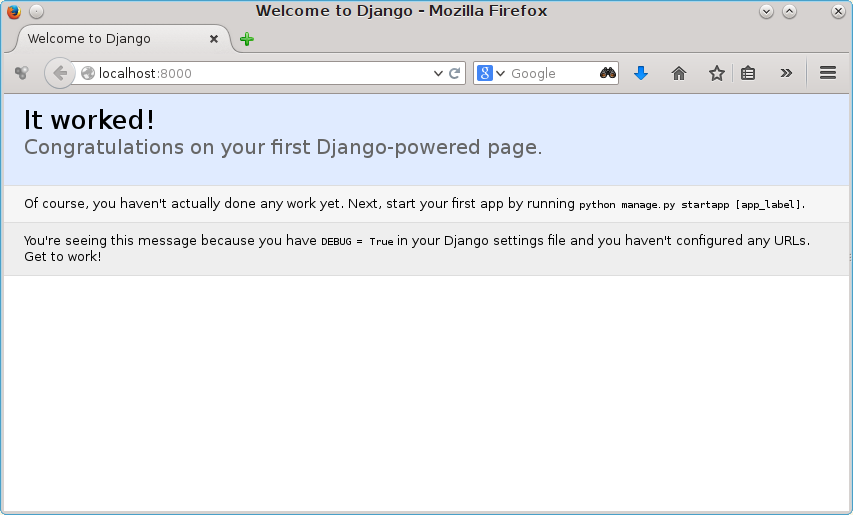 Welcome to Django - Mozilla Firefox
Welcome to Django
localhost:8000
Google
It worked!
Congratulations on your first Django-powered page.
Of course, you haven't actually done any work yet. Next, start your first app by running python manage.py startapp [app_label].
You're seeing this message because you have DEBUG = True in your Django settings file and you haven't configured any URLs.
Get to work!